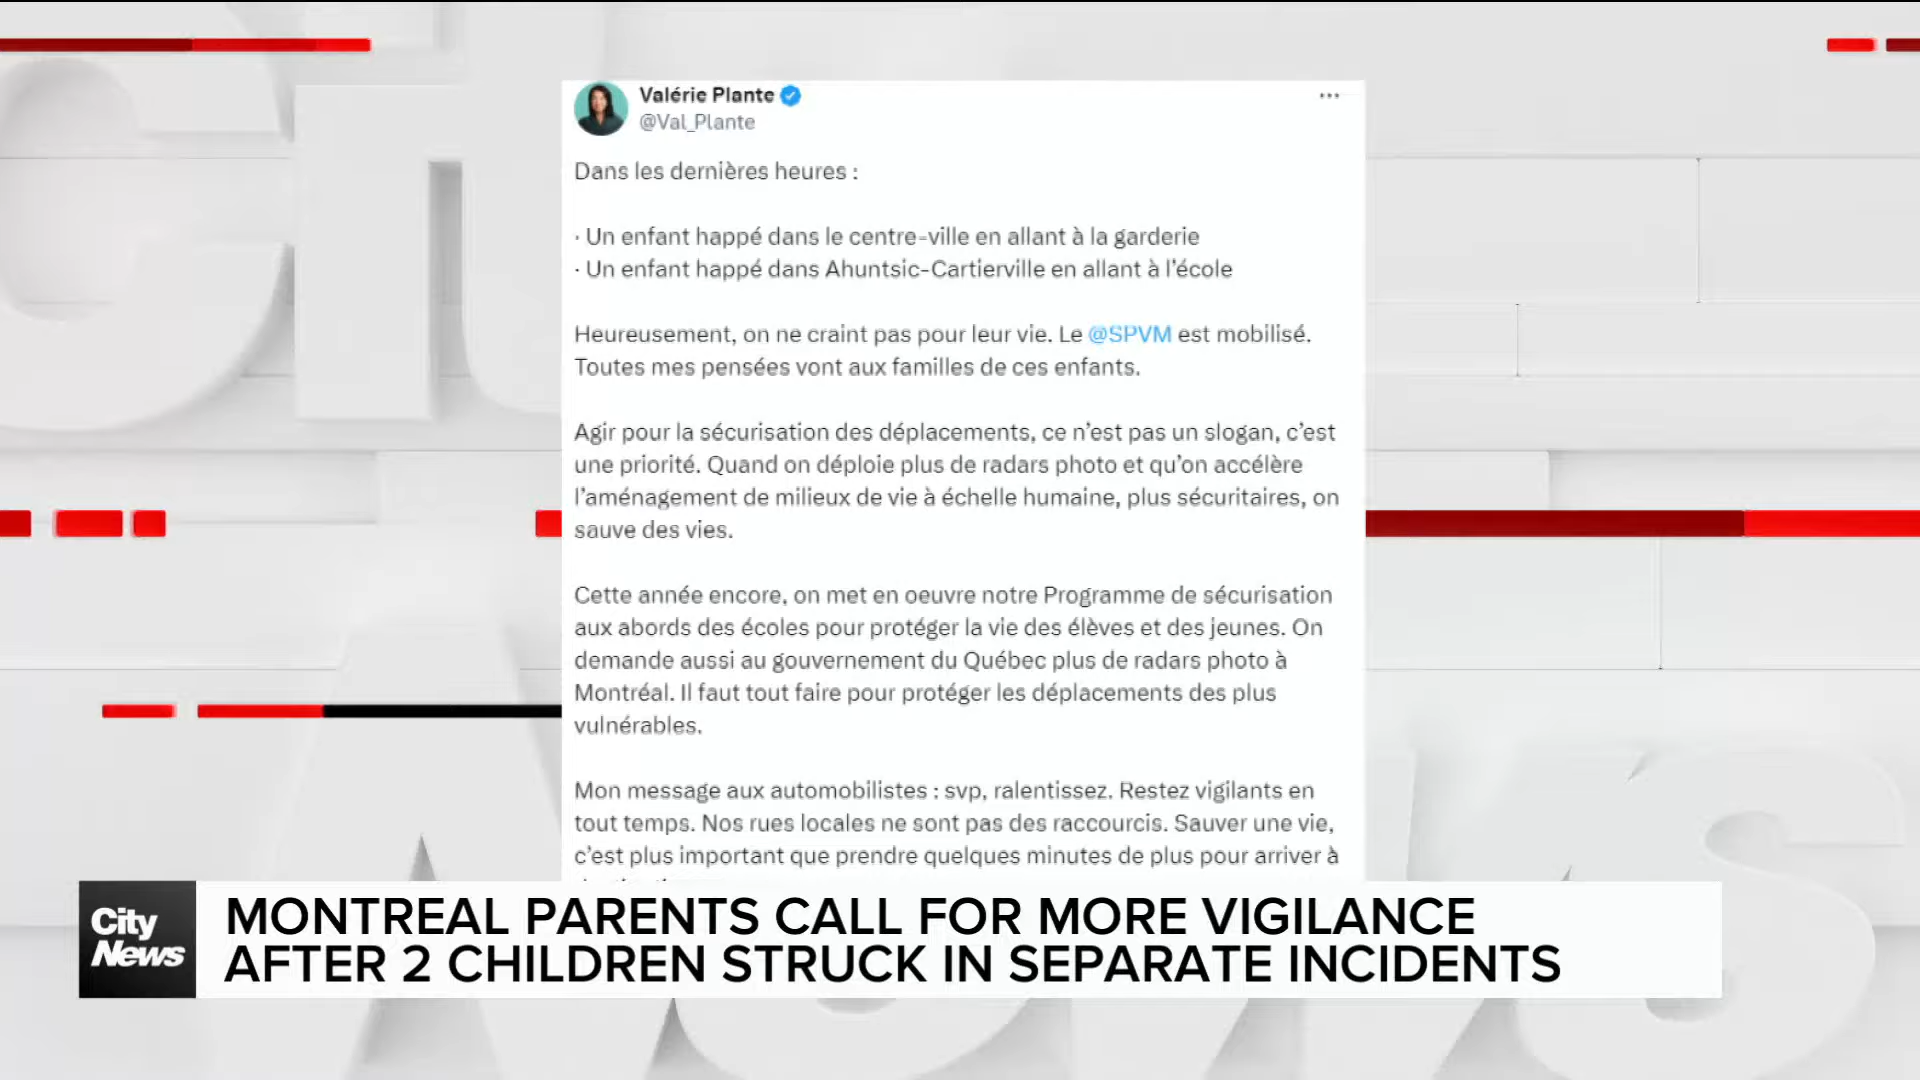 Valérie Plante
@Val_Plante
Dans les dernières heures :
· Un enfant happé dans le centre-ville en allant à la garderie
· Un enfant happé dans Ahuntsic-Cartierville en allant à l'école
Heureusement, on ne craint pas pour leur vie. Le @SPVM est mobilisé.
Toutes mes pensées vont aux familles de ces enfants.
Agir pour la sécurisation des déplacements, ce n'est pas un slogan, c'est
une priorité. Quand on déploie plus de radars photo et qu'on accélère
l'aménagement de milieux de vie à échelle humaine, plus sécuritaires, on
sauve des vies.
Cette année encore, on met en oeuvre notre Programme de sécurisation
aux abords des écoles pour protéger la vie des élèves et des jeunes. On
demande aussi au gouvernement du Québec plus de radars photo à
Montréal. Il faut tout faire pour protéger les déplacements des plus
vulnérables.
Mon message aux automobilistes : svp, ralentissez. Restez vigilants en
tout temps. Nos rues locales ne sont pas des raccourcis. Sauver une vie,
c'est plus important que prendre quelques minutes de plus pour arriver à
City
News
MONTREAL PARENTS CALL FOR MORE VIGILANCE
AFTER 2 CHILDREN STRUCK IN SEPARATE INCIDENTS